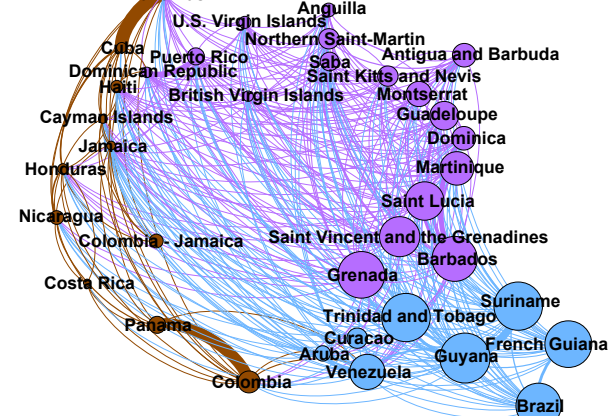 Anguilla
U.S. Virgin Islands
Northern Saint-Martin
Cuba
Puerto Rico
Saba
Antigua and Barbuda
Dominican Republic
Saint Kitts and Nevis
Haiti
British Virgin Islands
Montserrat
Cayman Islands
Guadeloupe
Dominica
Jamaica
Honduras
Martinique
Saint Lucia
Nicaragua
Colombia - Jamaica
Saint Vincent and the Grenadines
Barbados
Grenada
Costa Rica
Suriname
Trinidad and Tobago
Panama
Curacao
French Guiana
Aruba
Guyana
Venezuela
Colombia
Brazil